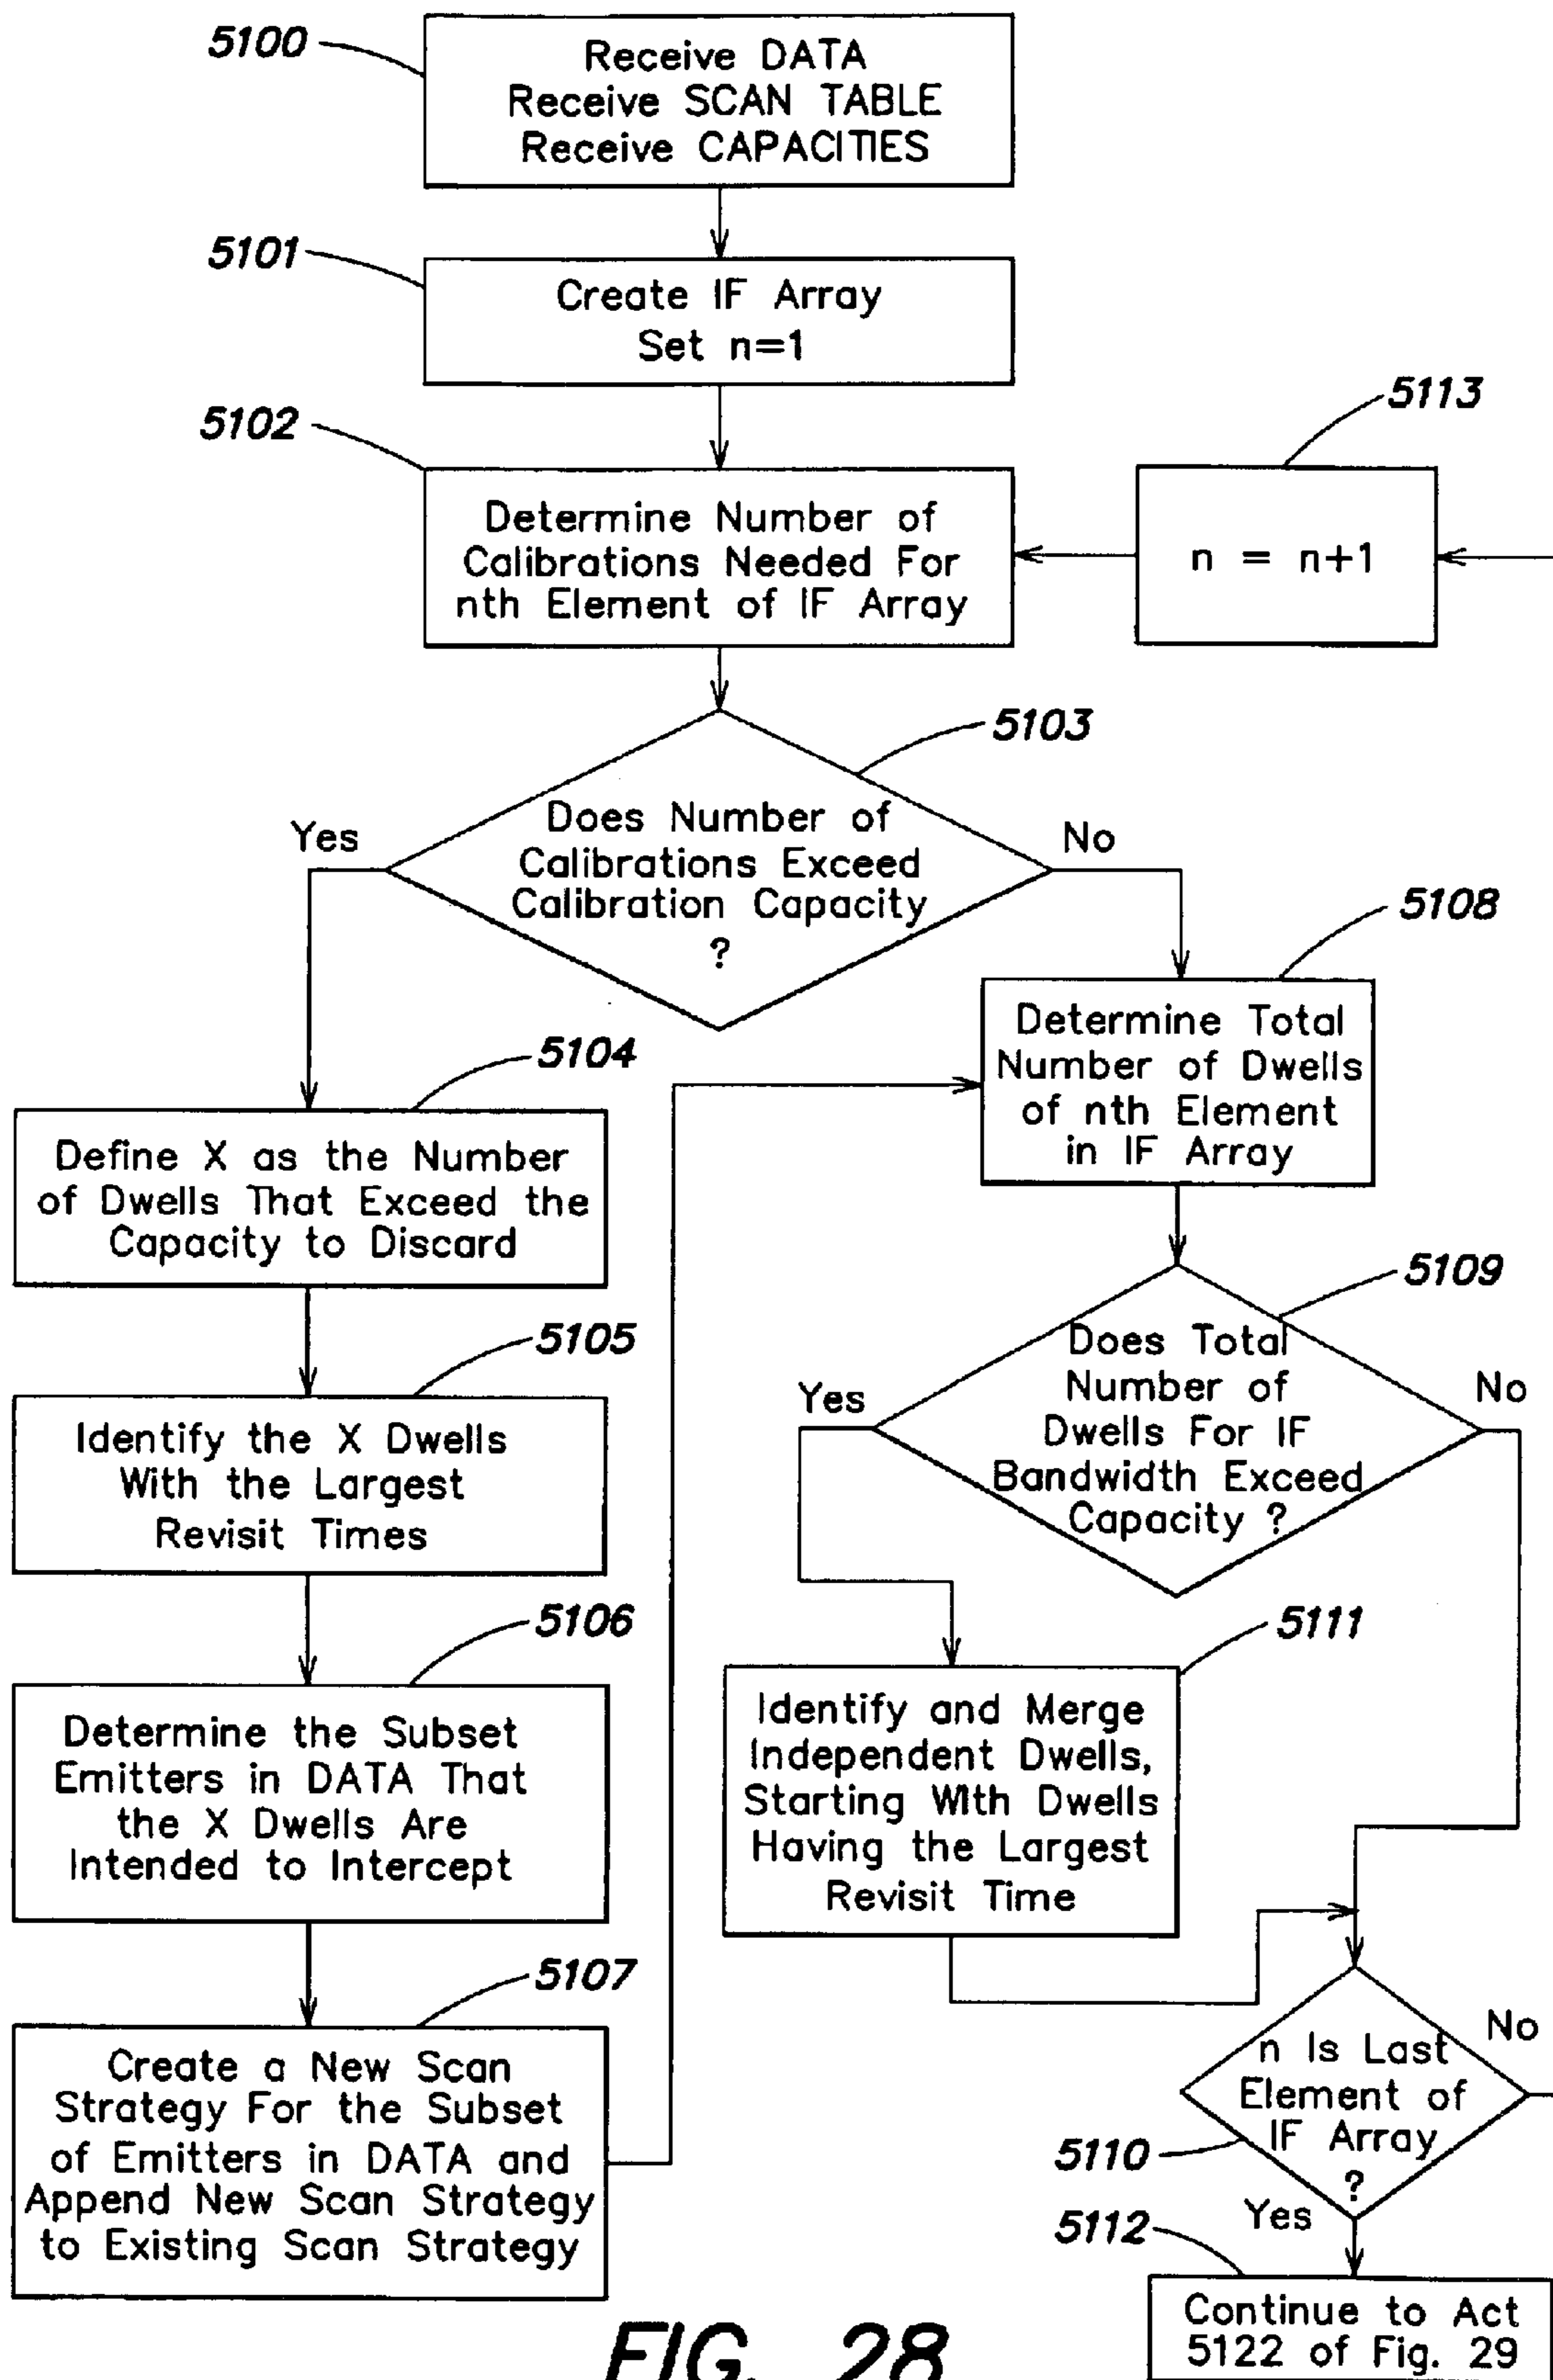 5100
Receive DATA
Receive SCAN TABLE
Receive CAPACITIES
5101
Create IF Array
Set n=1
5102
Determine Number of
Calibrations Needed For
nth Element of IF Array
5113
n = n+1
5103
Does Number of
Calibrations Exceed
Calibration Capacity
?
Yes
No
5104
Define X as the Number
of Dwells That Exceed the
Capacity to Discard
5105
Identify the X Dwells
With the Largest
Revisit Times
5106
Determine the Subset
Emitters in DATA That
the X Dwells Are
Intended to Intercept
5107
Create a New Scan
Strategy For the Subset
of Emitters in DATA and
Append New Scan Strategy
to Existing Scan Strategy
5108
Determine Total
Number of Dwells
of nth Element
in IF Array
5109
Does Total
Number of
Dwells For IF
Bandwidth Exceed
Capacity ?
Yes
No
5111
Identify and Merge
Independent Dwells,
Starting With Dwells
Having the Largest
Revisit Time
5110
n Is Last
Element of
IF Array
?
No
Yes
5112
Continue to Act
5122 of Fig. 29
FIG. 28